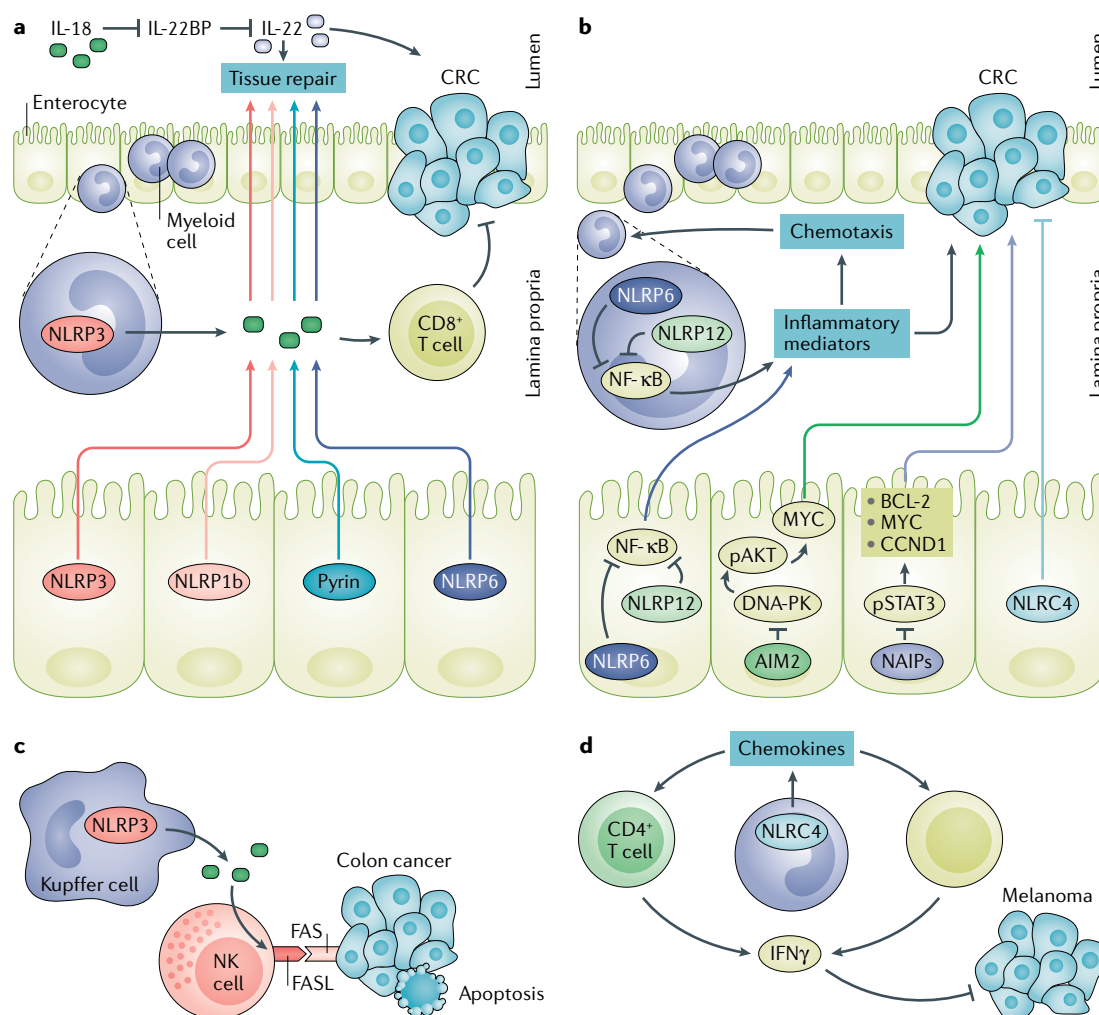 a
IL-18
IL-22BP
IL-22
Tissue repair
CRC
Lumen
Enterocyte
Myeloid
cell
NLRP3
CD8+
T cell
Lamina propria
NLRP3
NLRP1b
Pyrin
NLRP6
b
CRC
Lumen
Chemotaxis
NLRP6
NLRP12
NF-κB
Inflammatory
mediators
Lamina propria
NF-κB
NLRP12
NLRP6
MYC
pAKT
DNA-PK
AIM2
• BCL-2
• MYC
• CCND1
pSTAT3
NAIPs
NLRC4
c
NLRP3
Kupffer cell
Colon cancer
NK
cell
FAS
FASL
Apoptosis
d
Chemokines
CD4+
T cell
NLRC4
IFNγ
Melanoma